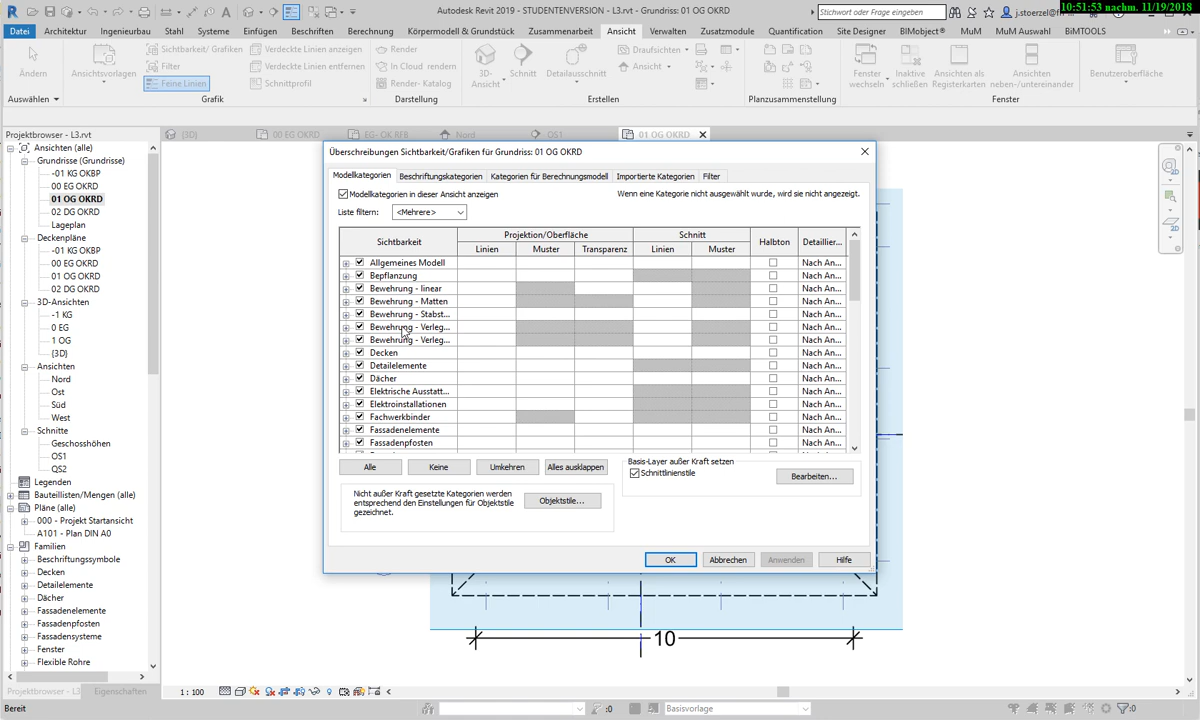 Autodesk Revit 2019 - STUDENTENVERSION - L3.rvt - Grundriss: 01 OG OKRD
Stichwort oder Frage eingeben
10:51:53 nachm. 11/19/2018
Datei Architektur Ingenieurbau Stahl Systeme Einfügen Beschriften Berechnung Körpermodell & Grundstück Zusammenarbeit Ansicht Verwalten Zusatzmodule Quantification Site Designer BIMobject® MuM MuM Auswahl BiMTOOLS
Ändern
Ansichtsvorlagen
Sichtbarkeit/ Grafiken
Filter
Feine Linien
Verdeckte Linien anzeigen
Verdeckte Linien entfernen
Schnittprofil
Render
In Cloud rendern
Render- Katalog
3D-
Ansicht
Schnitt
Detailausschnitt
Draufsichten
Ansicht
Fenster
wechseln
Inaktive
schließen
Ansichten als
Registerkarten
Ansichten
neben-/untereinander
Benutzeroberfläche
Auswählen
Grafik
Darstellung
Erstellen
Planzusammenstellung
Fenster
Projektbrowser - L3.rvt
{3D}
00 EG OKRD
EG- OK RFB
Nord
OS1
01 OG OKRD
Ansichten (alle)
Grundrisse (Grundrisse)
-01 KG OKBP
00 EG OKRD
01 OG OKRD
02 DG OKRD
Lageplan
Deckenpläne
-01 KG OKBP
00 EG OKRD
01 OG OKRD
02 DG OKRD
3D-Ansichten
-1 KG
0 EG
1 OG
{3D}
Ansichten
Nord
Ost
Süd
West
Schnitte
Geschosshöhen
OS1
QS2
Legenden
Bauteillisten/Mengen (alle)
Pläne (alle)
000 - Projekt Startansicht
A101 - Plan DIN A0
Familien
Beschriftungssymbole
Decken
Detailelemente
Dächer
Fassadenelemente
Fassadenpfosten
Fassadensysteme
Fenster
Flexible Rohre
Projektbrowser - L3
Eigenschaften
Überschreibungen Sichtbarkeit/Grafiken für Grundriss: 01 OG OKRD
Modellkategorien Beschriftungskategorien Kategorien für Berechnungsmodell Importierte Kategorien Filter
Modellkategorien in dieser Ansicht anzeigen
Wenn eine Kategorie nicht ausgewählt wurde, wird sie nicht angezeigt.
Liste filtern: <Mehrere>
Sichtbarkeit Projektion/Oberfläche Schnitt Halbton Detaillier...
Linien Muster Transparenz Linien Muster
Allgemeines Modell Nach An...
Bepflanzung Nach An...
Bewehrung - linear Nach An...
Bewehrung - Matten Nach An...
Bewehrung - Stabst... Nach An...
Bewehrung - Verleg... Nach An...
Bewehrung - Verleg... Nach An...
Decken Nach An...
Detailelemente Nach An...
Dächer Nach An...
Elektrische Ausstatt... Nach An...
Elektroinstallationen Nach An...
Fachwerkbinder Nach An...
Fassadenelemente Nach An...
Fassadenpfosten Nach An...
Alle Keine Umkehren Alles ausklappen
Basis-Layer außer Kraft setzen
Schnittlinienstile
Bearbeiten...
Nicht außer Kraft gesetzte Kategorien werden
entsprechend den Einstellungen für Objektstile
gezeichnet.
Objektstile...
OK Abbrechen Anwenden Hilfe
10
1 : 100
Bereit
:0
Basisvorlage
:0